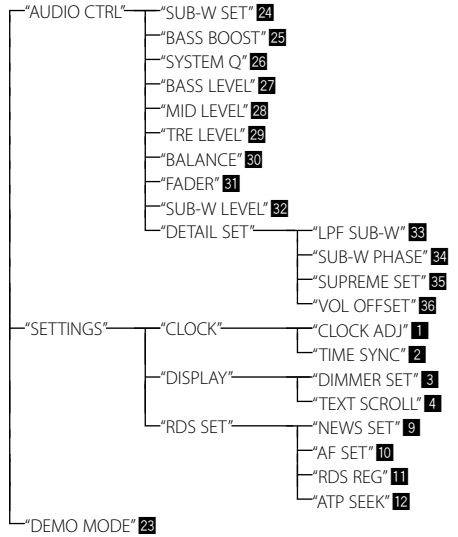 “AUDIO CTRL” “SUB-W SET” 24
“BASS BOOST” 25
“SYSTEM Q” 26
“BASS LEVEL” 27
“MID LEVEL” 28
“TRE LEVEL” 29
“BALANCE” 30
“FADER” 31
“SUB-W LEVEL” 32
“DETAIL SET” “LPF SUB-W” 33
“SUB-W PHASE” 34
“SUPREME SET” 35
“VOL OFFSET” 36
“SETTINGS” “CLOCK” “CLOCK ADJ” 1
“TIME SYNC” 2
“DISPLAY” “DIMMER SET” 3
“TEXT SCROLL” 4
“RDS SET” “NEWS SET” 9
“AF SET” 10
“RDS REG” 11
“ATP SEEK” 12
“DEMO MODE” 23